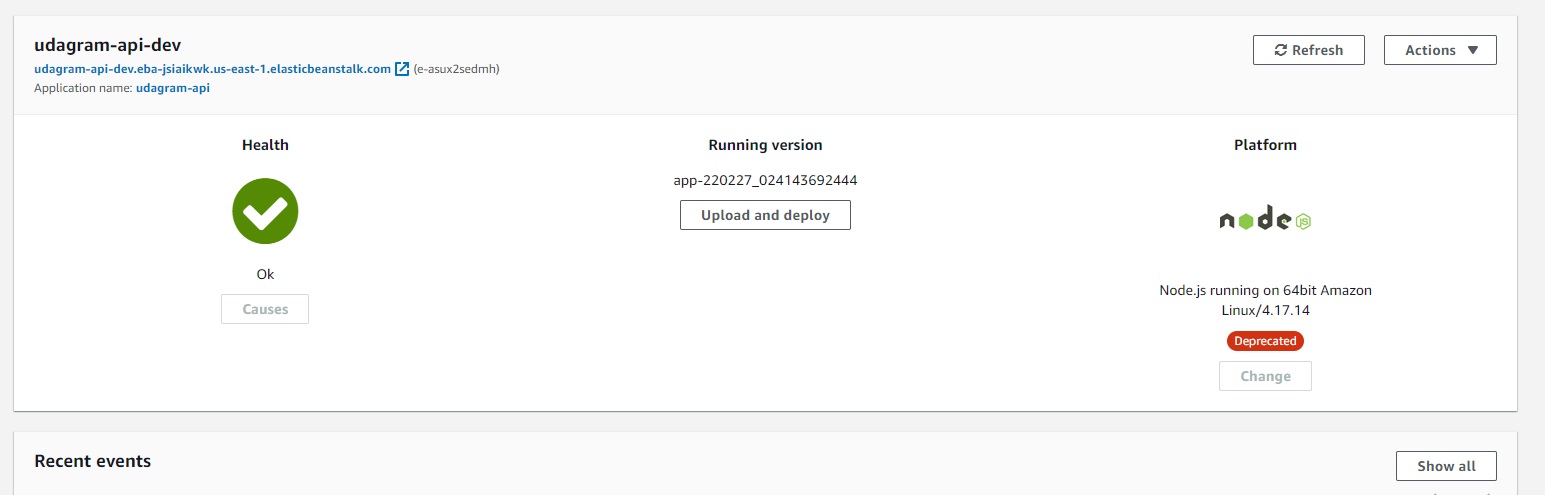 udagram-api-dev
Refresh
Actions
udagram-api-dev.eba-jsiaikwk.us-east-1.elasticbeanstalk.com (e-asux2sedmh)
Application name: udagram-api
Health
Running version
Platform
app-220227_024143692444
Upload and deploy
node JS
Ok
Causes
Node.js running on 64bit Amazon
Linux/4.17.14
Deprecated
Change
Recent events
Show all